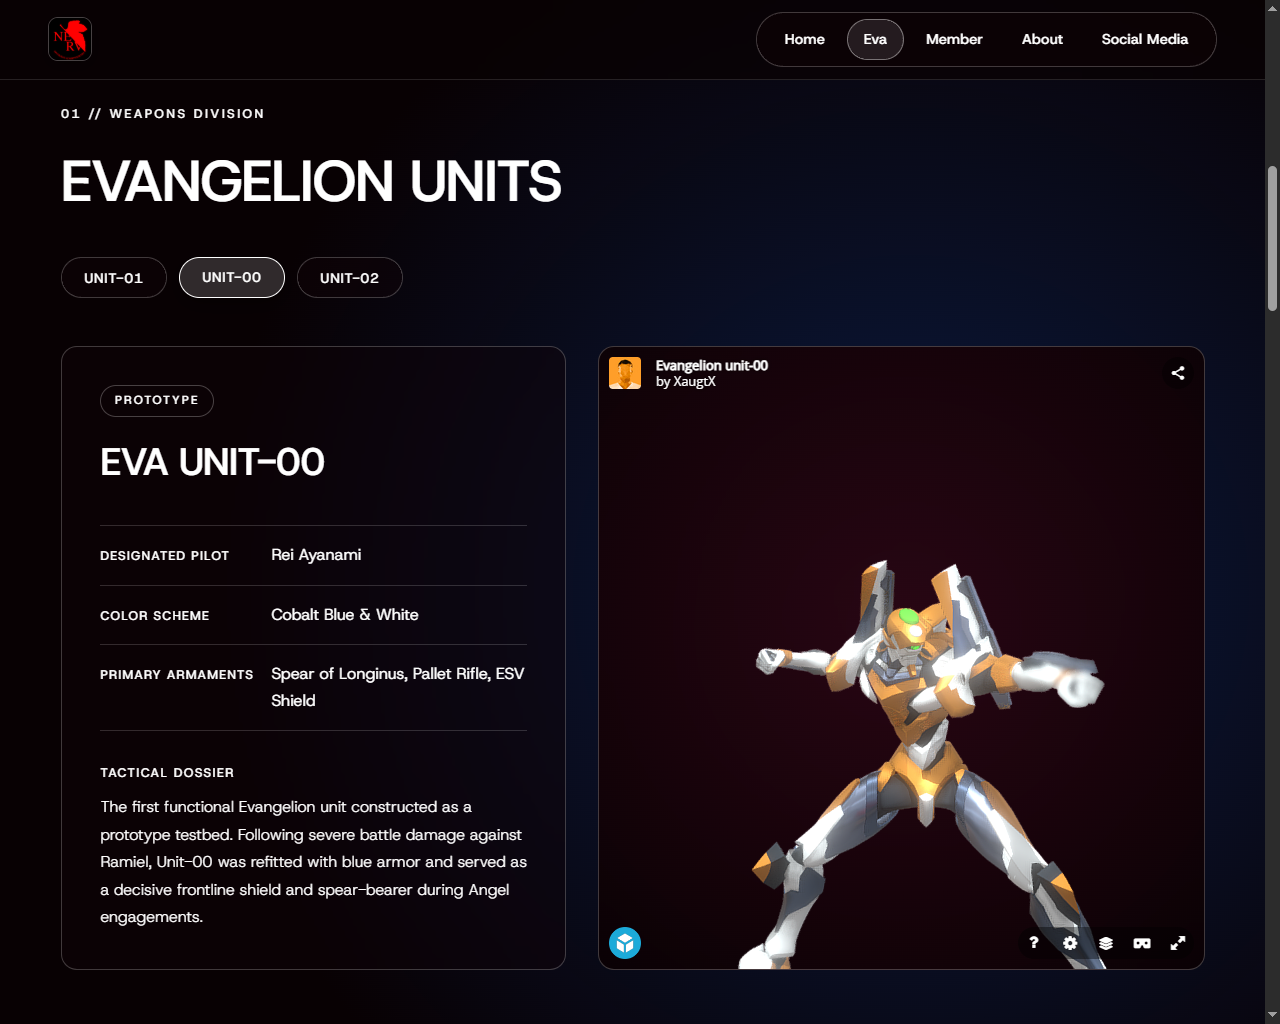 NERV
Home
Eva
Member
About
Social Media
01 // WEAPONS DIVISION
EVANGELION UNITS
UNIT-01
UNIT-00
UNIT-02
PROTOTYPE
EVA UNIT-00
DESIGNATED PILOT
Rei Ayanami
COLOR SCHEME
Cobalt Blue & White
PRIMARY ARMAMENTS
Spear of Longinus, Pallet Rifle, ESV
Shield
TACTICAL DOSSIER
The first functional Evangelion unit constructed as a
prototype testbed. Following severe battle damage against
Ramiel, Unit-00 was refitted with blue armor and served as
a decisive frontline shield and spear-bearer during Angel
engagements.
Evangelion unit-00
by XaugtX
?